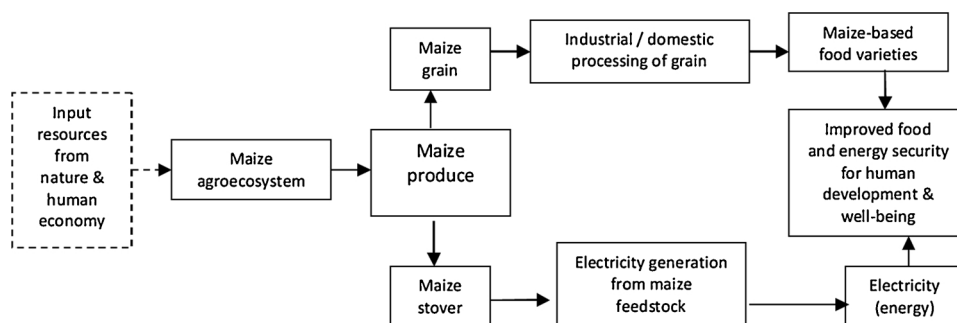 Input
resources
from
nature &
human
economy
Maize
agroecosystem
Maize
produce
Maize
grain
Industrial / domestic
processing of grain
Maize-based
food varieties
Improved food
and energy security
for human
development &
well-being
Maize
stover
Electricity generation
from maize
feedstock
Electricity
(energy)